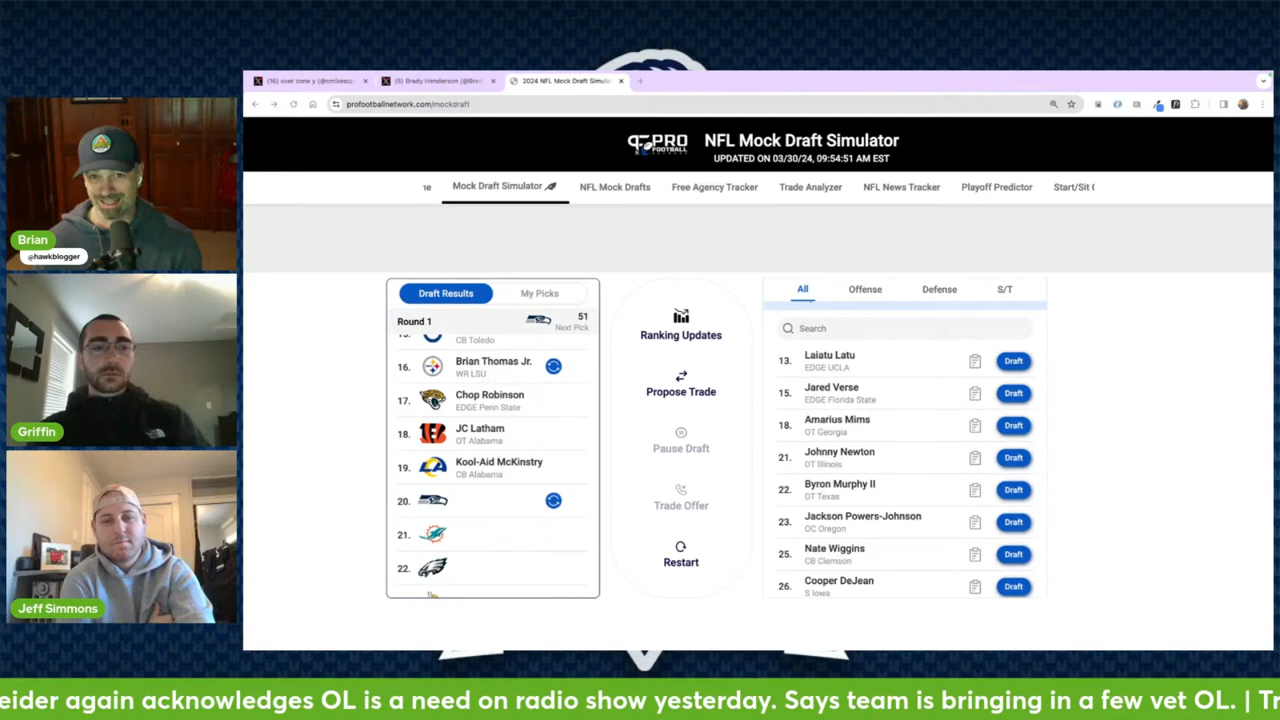 (16) over zone y (@cmikessp
(5) Brady Henderson (@Brad
2024 NFL Mock Draft Simula
profootballnetwork.com/mockdraft
PRO
FOOTBALL
NETWORK
NFL Mock Draft Simulator
UPDATED ON 03/30/24, 09:54:51 AM EST
ne
Mock Draft Simulator
NFL Mock Drafts
Free Agency Tracker
Trade Analyzer
NFL News Tracker
Playoff Predictor
Start/Sit
Brian
@hawkblogger
Griffin
Jeff Simmons
Draft Results
My Picks
Round 1
51
Next Pick
15.
CB Toledo
16.
Brian Thomas Jr.
WR LSU
17.
Chop Robinson
EDGE Penn State
18.
JC Latham
OT Alabama
19.
Kool-Aid McKinstry
CB Alabama
20.
21.
22.
Ranking Updates
Propose Trade
Pause Draft
Trade Offer
Restart
All
Offense
Defense
S/T
Search
13.
Laiatu Latu
EDGE UCLA
Draft
15.
Jared Verse
EDGE Florida State
Draft
18.
Amarius Mims
OT Georgia
Draft
21.
Johnny Newton
DT Illinois
Draft
22.
Byron Murphy II
DT Texas
Draft
23.
Jackson Powers-Johnson
OC Oregon
Draft
25.
Nate Wiggins
CB Clemson
Draft
26.
Cooper DeJean
S Iowa
Draft
eider again acknowledges OL is a need on radio show yesterday. Says team is bringing in a few vet OL. | Tr